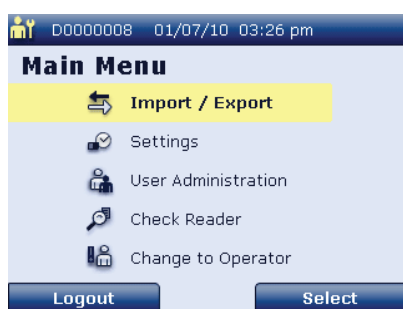 D0000008 01/07/10 03:26 pm
Main Menu
Import / Export
Settings
User Administration
Check Reader
Change to Operator
Logout Select